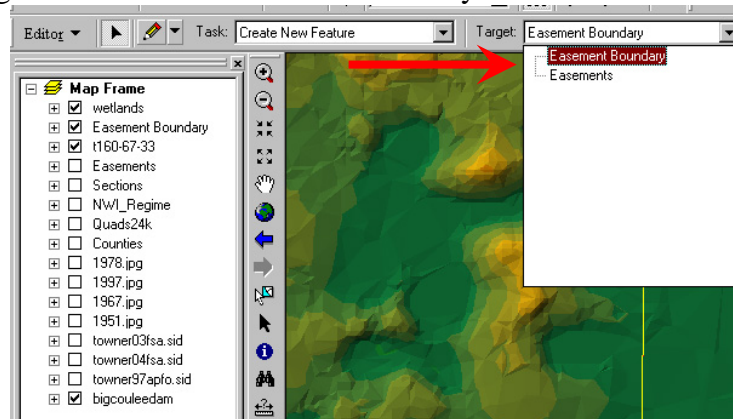 Editor
Task:
Create New Feature
Target:
Easement Boundary
Easement Boundary
Easements
Map Frame
wetlands
Easement Boundary
t160-67-33
Easements
Sections
NWI_Regime
Quads24k
Counties
1978.jpg
1997.jpg
1967.jpg
1951.jpg
towner03fsa.sid
towner04fsa.sid
towner97apfo.sid
bigcouleedam